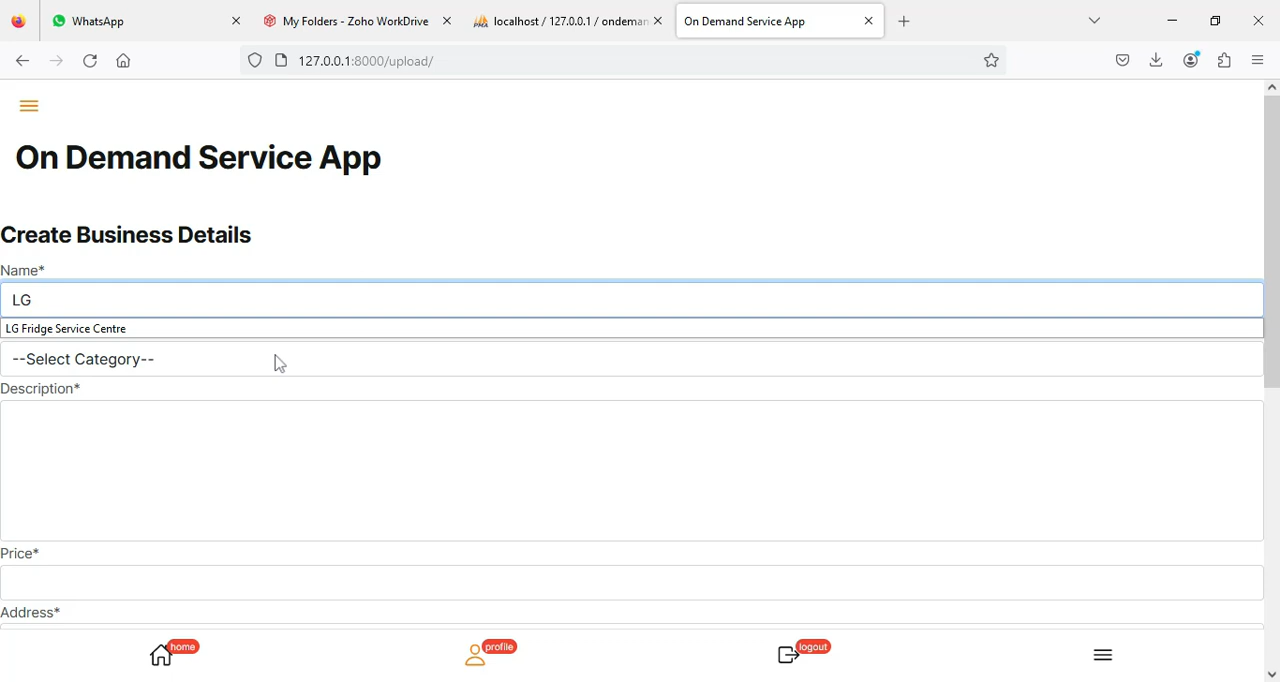 WhatsApp
My Folders - Zoho WorkDrive
localhost / 127.0.0.1 / ondeman
On Demand Service App
127.0.0.1:8000/upload/
On Demand Service App
Create Business Details
Name*
LG
LG Fridge Service Centre
--Select Category--
Description*
Price*
Address*
home
profile
logout